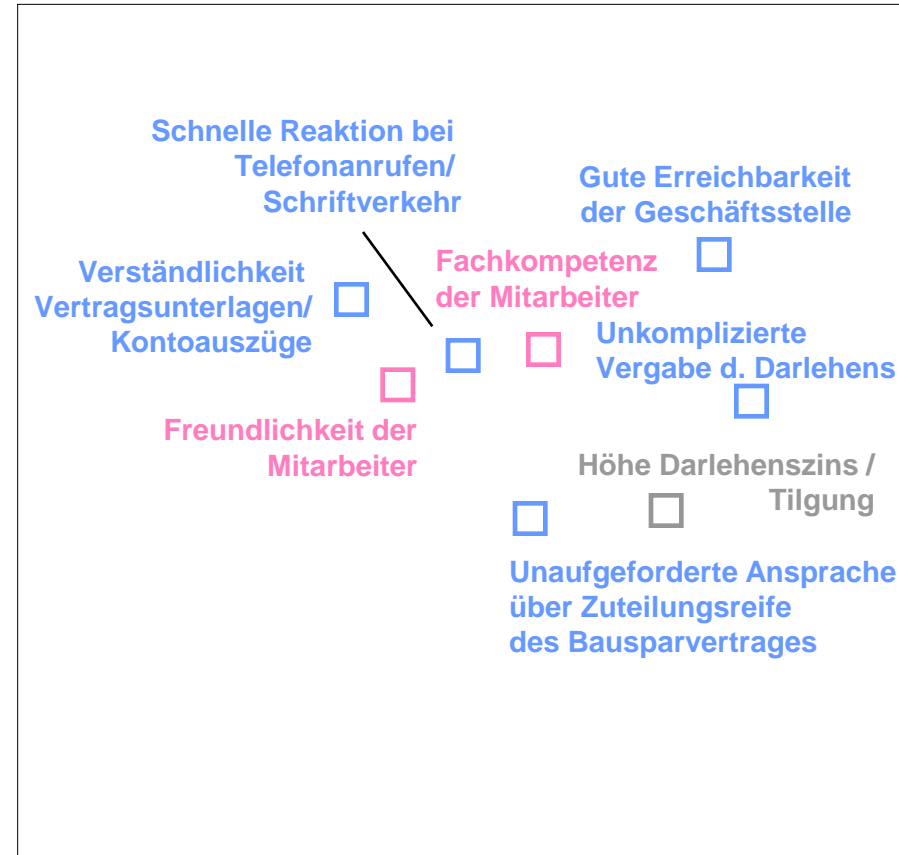 Schnelle Reaktion bei
Telefonanrufen/
Schriftverkehr
Gute Erreichbarkeit
der Geschäftsstelle
Verständlichkeit
Vertragsunterlagen/
Kontoauszüge
Fachkompetenz
der Mitarbeiter
Unkomplizierte
Vergabe d. Darlehens
Freundlichkeit der
Mitarbeiter
Höhe Darlehenszins /
Tilgung
Unaufgeforderte Ansprache
über Zuteilungsreife
des Bausparvertrages